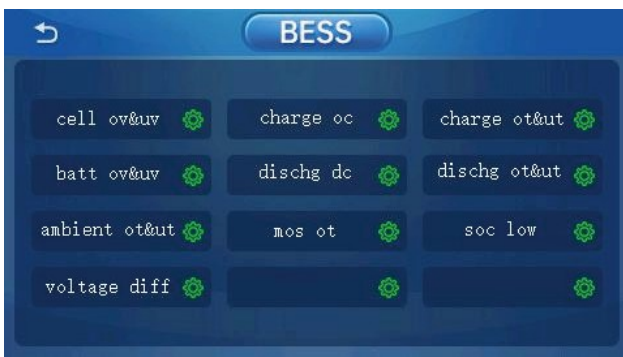 BESS
cell ov&uv
charge oc
charge ot&ut
batt ov&uv
dischg dc
dischg ot&ut
ambient ot&ut
mos ot
soc low
voltage diff